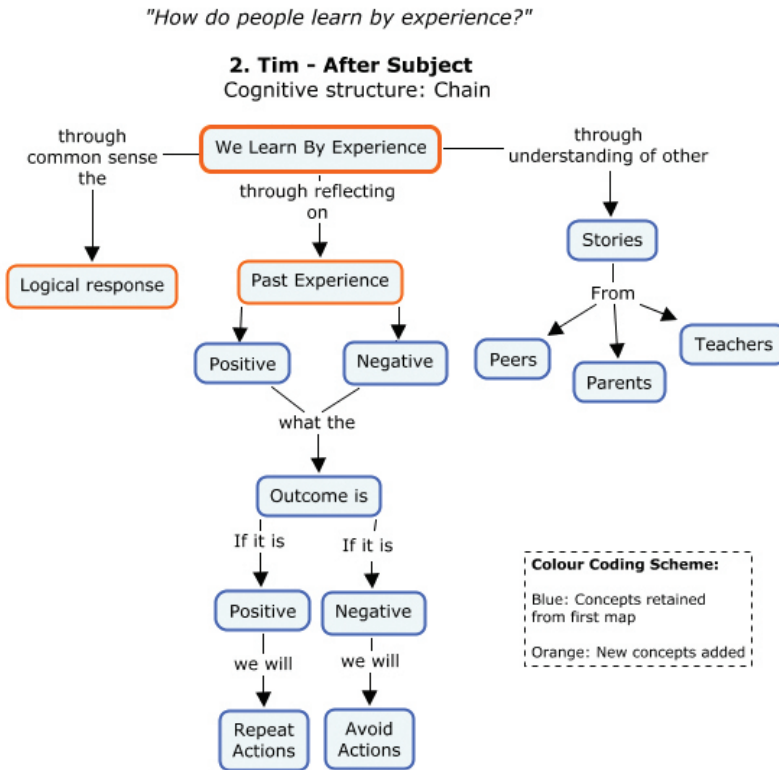 "How do people learn by experience?"
2. Tim - After Subject
Cognitive structure: Chain
through
common sense
the
We Learn By Experience
through
understanding of other
through reflecting
on
Stories
Logical response
Past Experience
From
Positive
Negative
Peers
Parents
Teachers
what the
Outcome is
If it is
If it is
Positive
Negative
we will
we will
Repeat
Actions
Avoid
Actions
Colour Coding Scheme:
Blue: Concepts retained
from first map
Orange: New concepts added